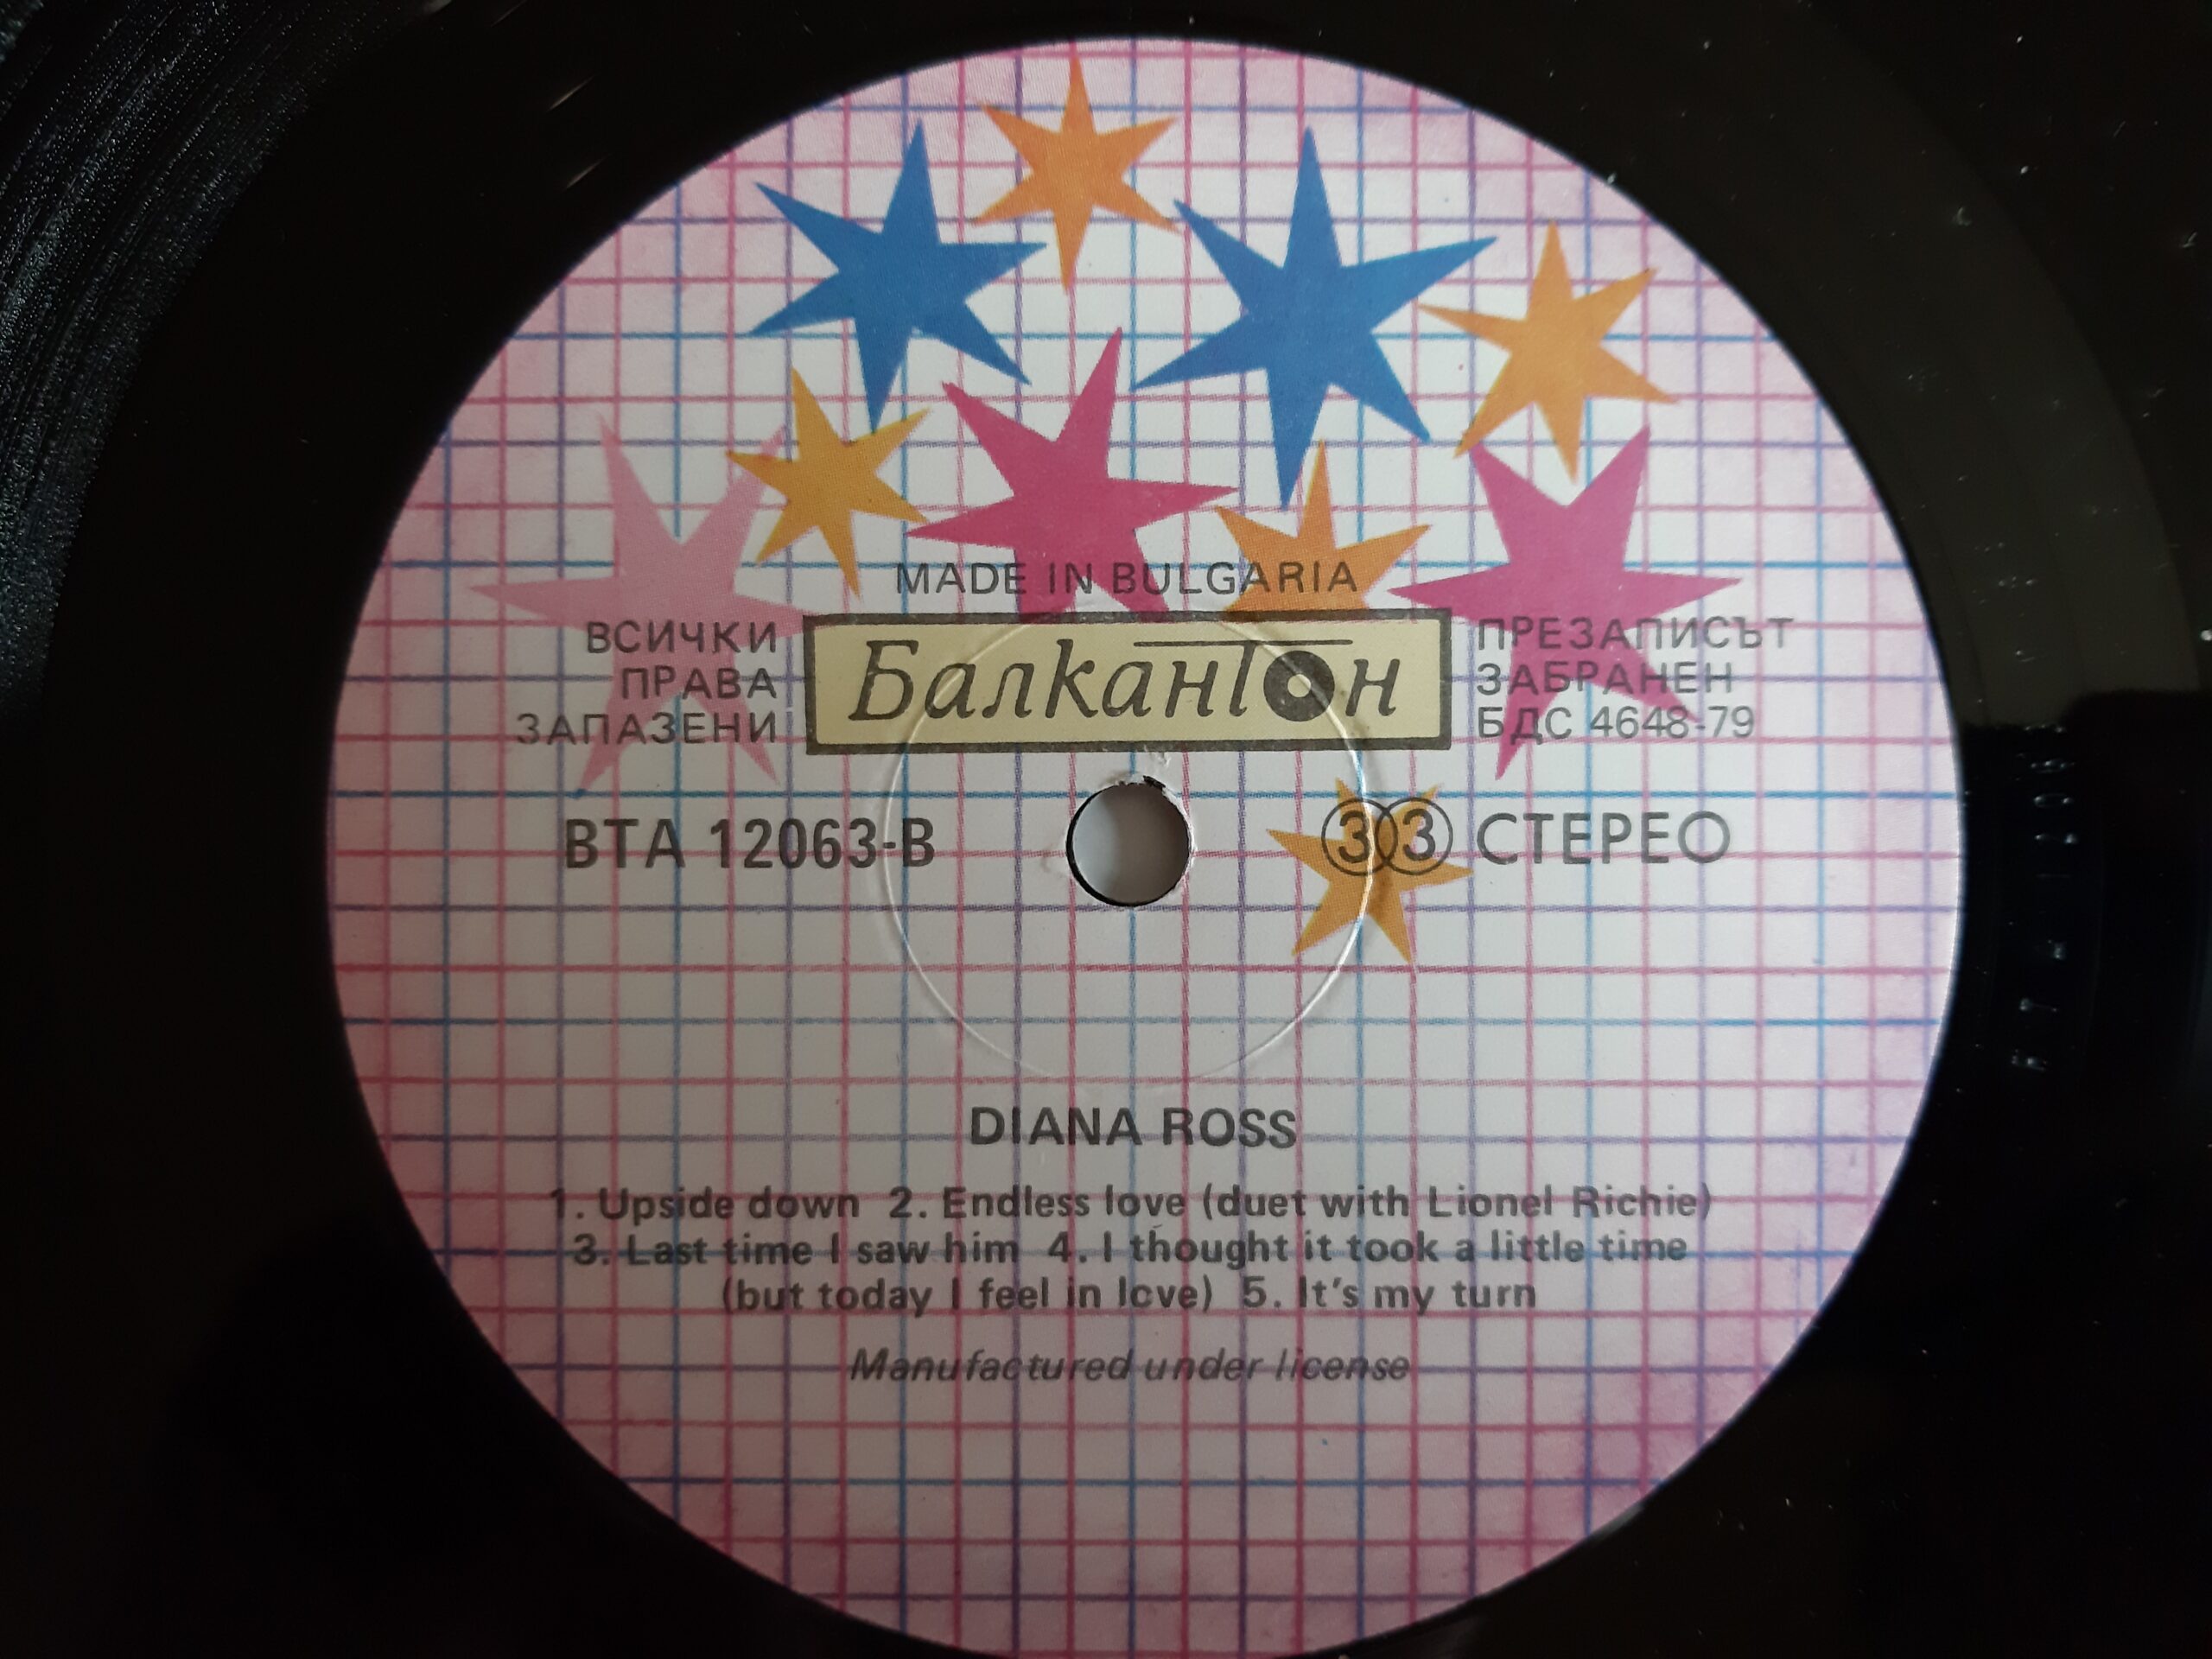 MADE IN BULGARIA
ВСИЧКИ
ПРАВА
ЗАПАЗЕНИ
Балкантон
ПРЕЗАПИСЪТ
ЗАБРАНЕН
БДС 4648-79
ВТА 12063-В
33 СТЕРЕО
DIANA ROSS
1. Upside down 2. Endless love (duet with Lionel Richie)
3. Last time I saw him 4. I thought it took a little time
(but today I feel in love) 5. It's my turn
Manufactured under license